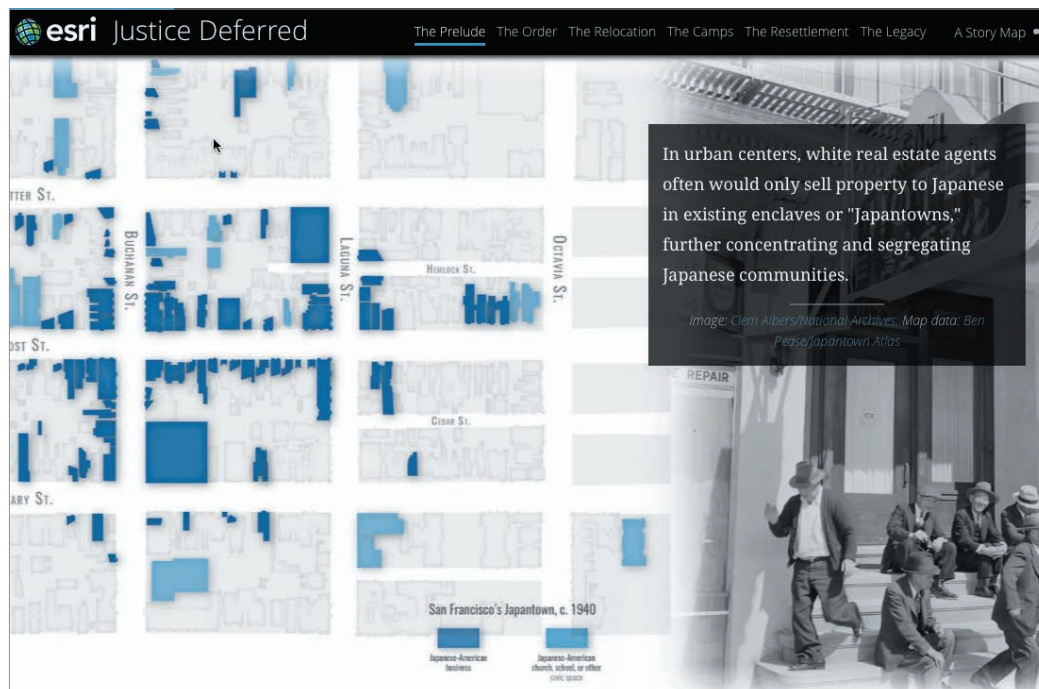 esri Justice Deferred
The Prelude The Order The Relocation The Camps The Resettlement The Legacy A Story Map
In urban centers, white real estate agents
often would only sell property to Japanese
in existing enclaves or "Japantowns,"
further concentrating and segregating
Japanese communities.
Image: Clem Albers/National Archives; Map data: Ben
Pease/Japantown Atlas
TTER ST.
BUCHANAN ST.
LAGUNA ST.
HEMLOCK ST.
OCTAVIA ST.
OST ST.
CEDAR ST.
ARY ST.
REPAIR
San Francisco's Japantown, c. 1940
Japanese-American
business
Japanese-American
church, school, or other
civic space